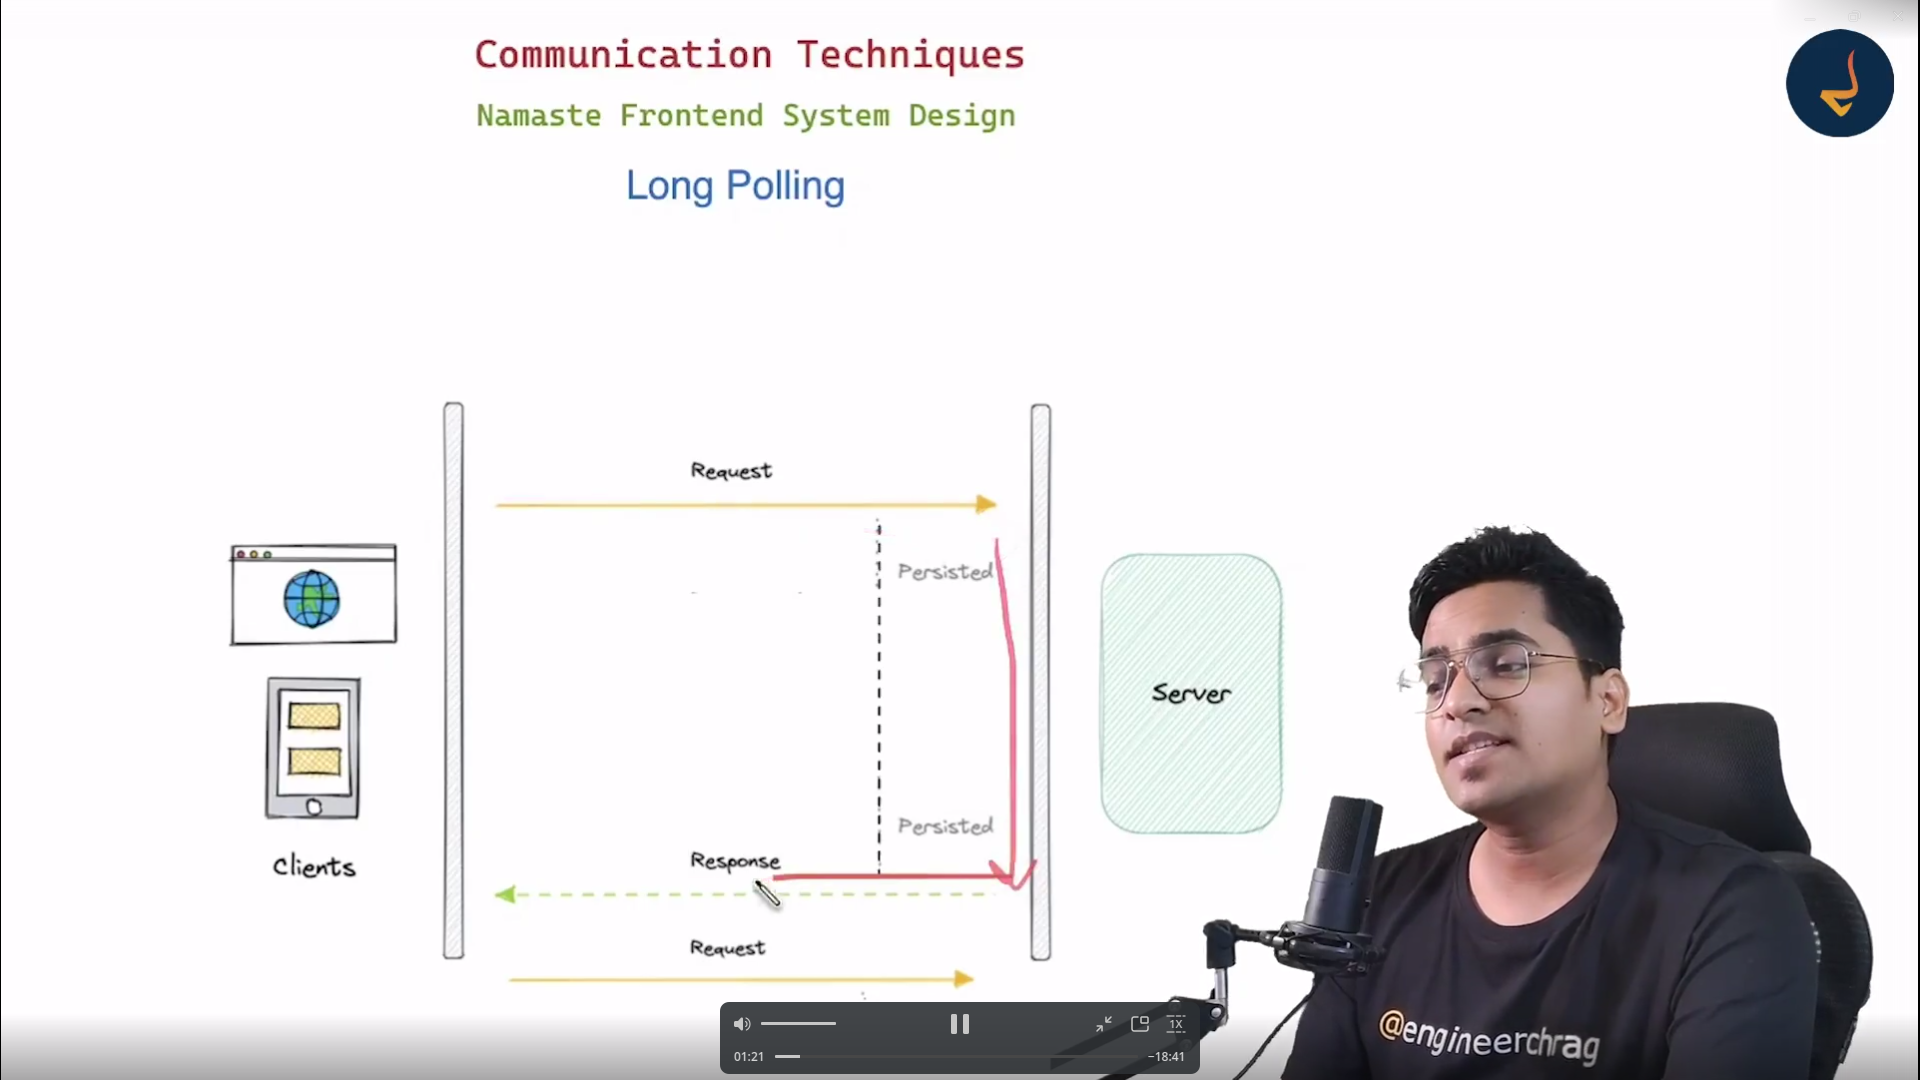 Communication Techniques
Namaste Frontend System Design
Long Polling
Request
Persisted
Server
Persisted
Response
Clients
Request
@engineerchrag
1X
01:21
−18:41